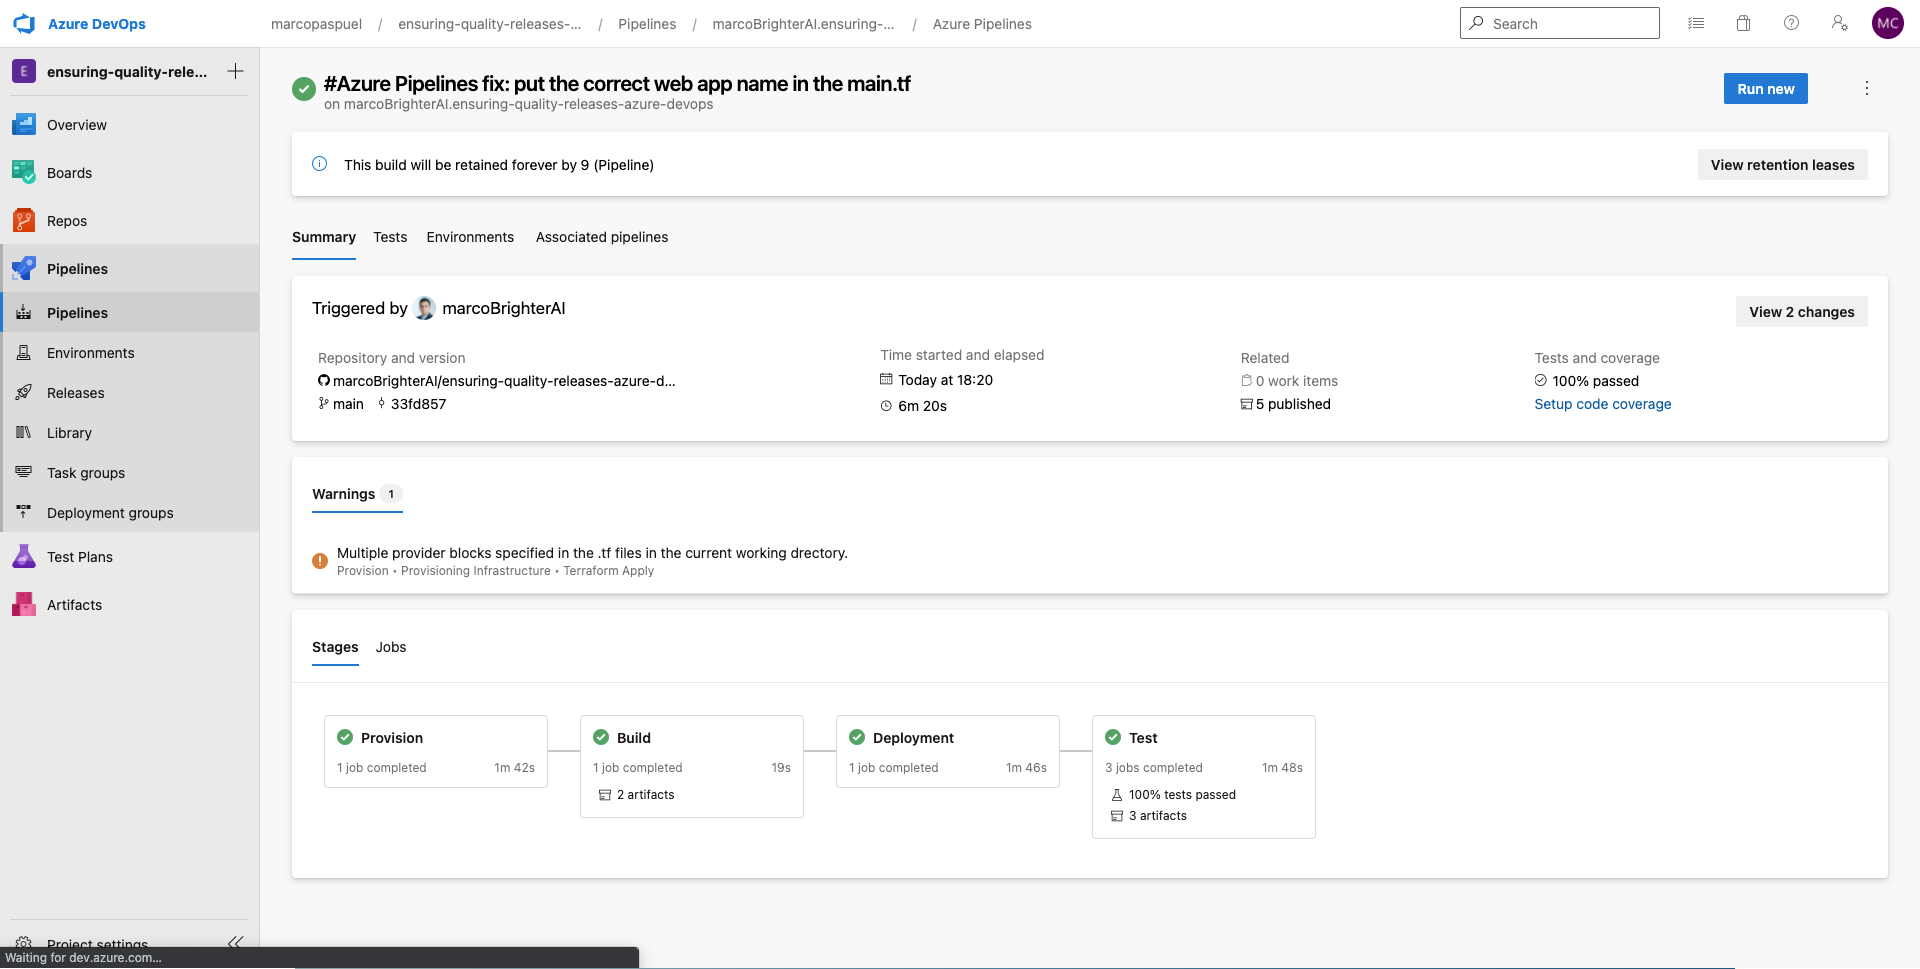 Azure DevOps
marcopaspuel / ensuring-quality-releases-... / Pipelines / marcoBrighterAI.ensuring-... / Azure Pipelines
Search
MC
E
ensuring-quality-rele...
Overview
Boards
Repos
Pipelines
Pipelines
Environments
Releases
Library
Task groups
Deployment groups
Test Plans
Artifacts
Project settings
Waiting for dev.azure.com...
#Azure Pipelines fix: put the correct web app name in the main.tf
on marcoBrighterAI.ensuring-quality-releases-azure-devops
Run new
This build will be retained forever by 9 (Pipeline)
View retention leases
Summary Tests Environments Associated pipelines
Triggered by marcoBrighterAI
View 2 changes
Repository and version
marcoBrighterAI/ensuring-quality-releases-azure-d...
main 33fd857
Time started and elapsed
Today at 18:20
6m 20s
Related
0 work items
5 published
Tests and coverage
100% passed
Setup code coverage
Warnings 1
Multiple provider blocks specified in the .tf files in the current working drectory.
Provision • Provisioning Infrastructure • Terraform Apply
Stages Jobs
Provision
1 job completed 1m 42s
Build
1 job completed 19s
2 artifacts
Deployment
1 job completed 1m 46s
Test
3 jobs completed 1m 48s
100% tests passed
3 artifacts